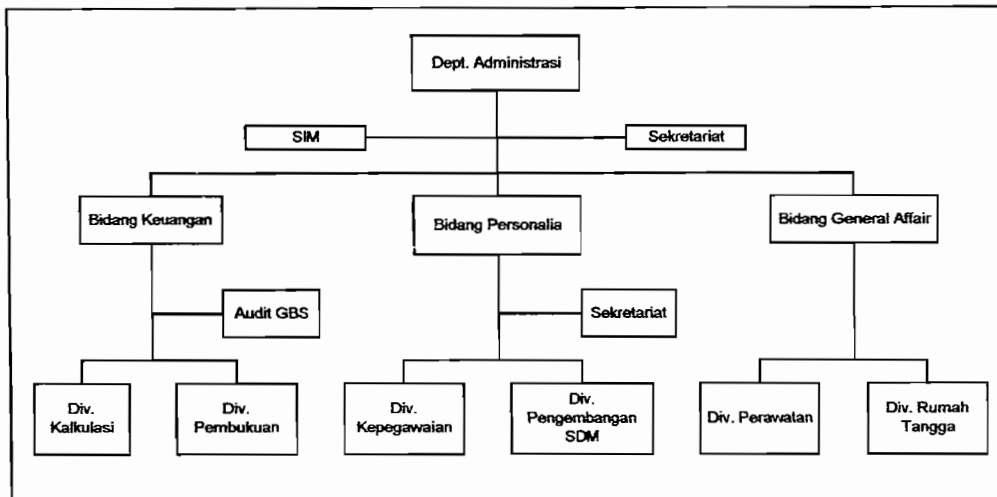 Dept. Administrasi
SIM
Sekretariat
Bidang Keuangan
Bidang Personalia
Bidang General Affair
Audit GBS
Sekretariat
Div.
Kalkulasi
Div.
Pembukuan
Div.
Kepegawaian
Div.
Pengembangan
SDM
Div. Perawatan
Div. Rumah
Tangga